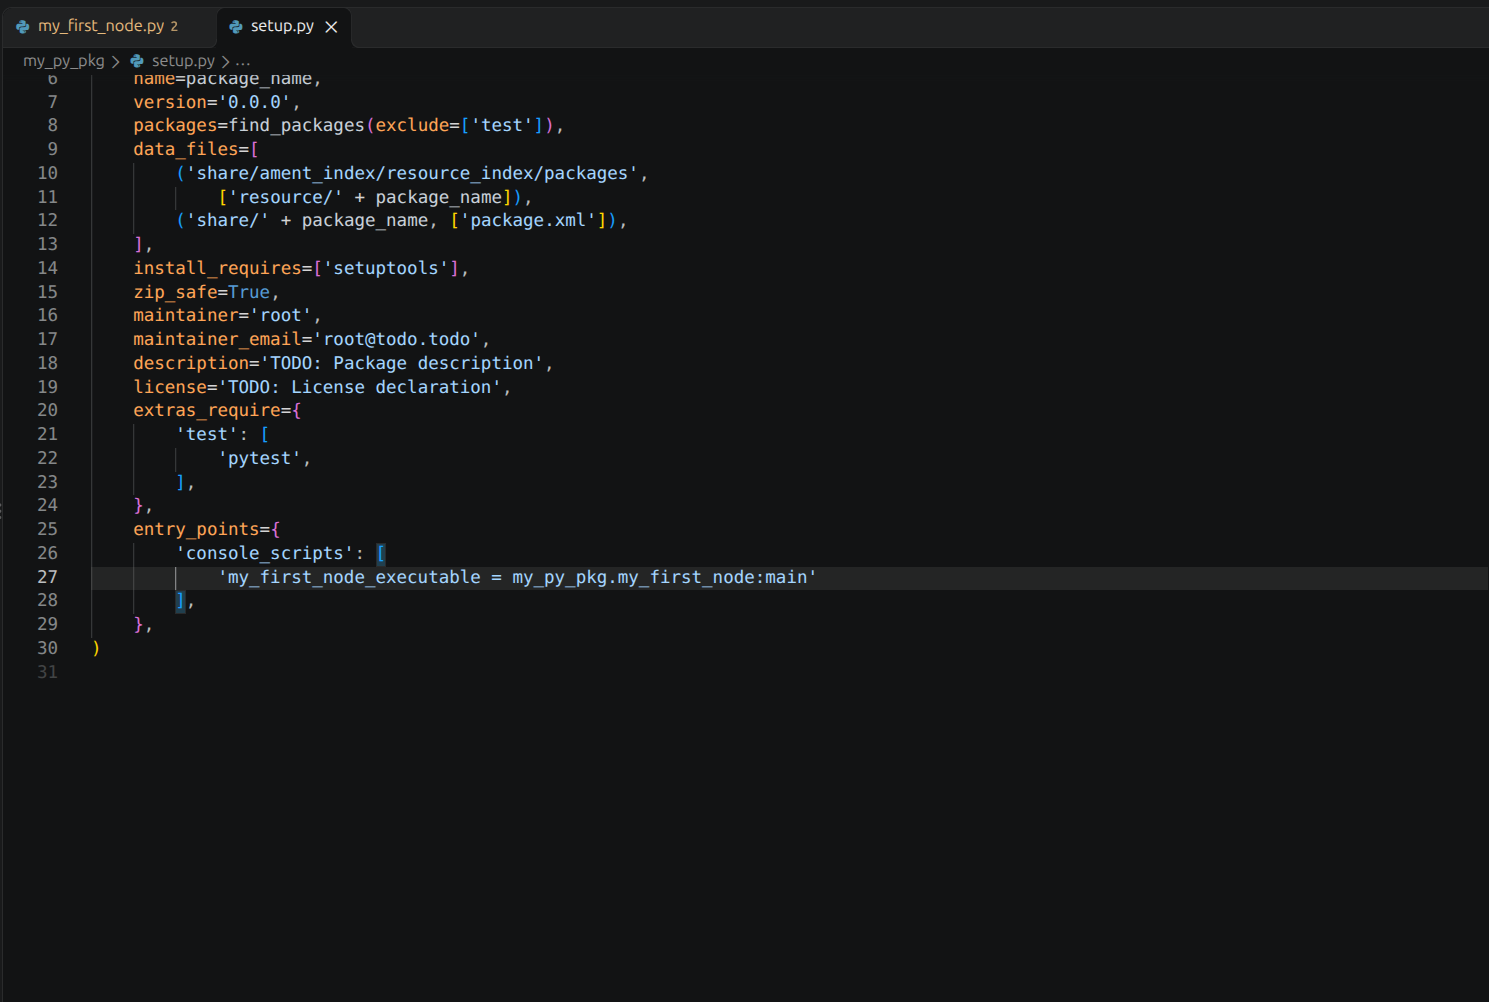 my_first_node.py 2
setup.py
my_py_pkg > setup.py > ...
6 name=package_name,
7 version='0.0.0',
8 packages=find_packages(exclude=['test']),
9 data_files=[
10 ('share/ament_index/resource_index/packages',
11 ['resource/' + package_name]),
12 ('share/' + package_name, ['package.xml']),
13 ],
14 install_requires=['setuptools'],
15 zip_safe=True,
16 maintainer='root',
17 maintainer_email='root@todo.todo',
18 description='TODO: Package description',
19 license='TODO: License declaration',
20 extras_require={
21 'test': [
22 'pytest',
23 ],
24 },
25 entry_points={
26 'console_scripts': [
27 'my_first_node_executable = my_py_pkg.my_first_node:main'
28 ],
29 },
30 )
31